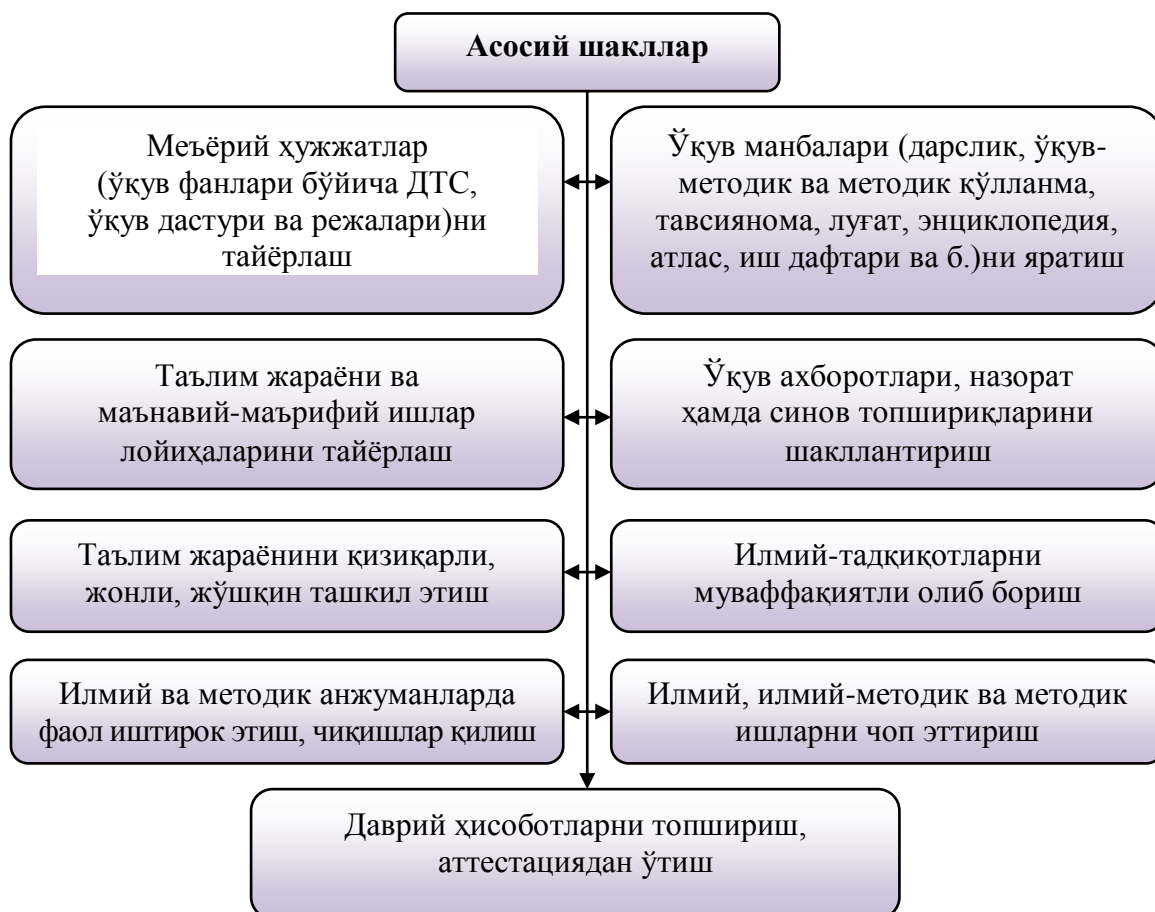 Асосий шакллар
Меъёрий ҳужжатлар
(ўқув фанлари бўйича ДТС,
ўқув дастури ва режалари)ни
тайёрлаш
Ўқув манбалари (дарслик, ўқув-
методик ва методик қўлланма,
тавсиянома, луғат, энциклопедия,
атлас, иш дафтари ва б.)ни яратиш
Таълим жараёни ва
маънавий-маърифий ишлар
лойиҳаларини тайёрлаш
Ўқув ахборотлари, назорат
ҳамда синов топшириқларини
шакллантириш
Таълим жараёнини қизиқарли,
жонли, жўшқин ташкил этиш
Илмий-тадқиқотларни
муваффақиятли олиб бориш
Илмий ва методик анжуманларда
фаол иштирок этиш, чиқишлар қилиш
Илмий, илмий-методик ва методик
ишларни чоп эттириш
Даврий ҳисоботларни топшириш,
аттестациядан ўтиш